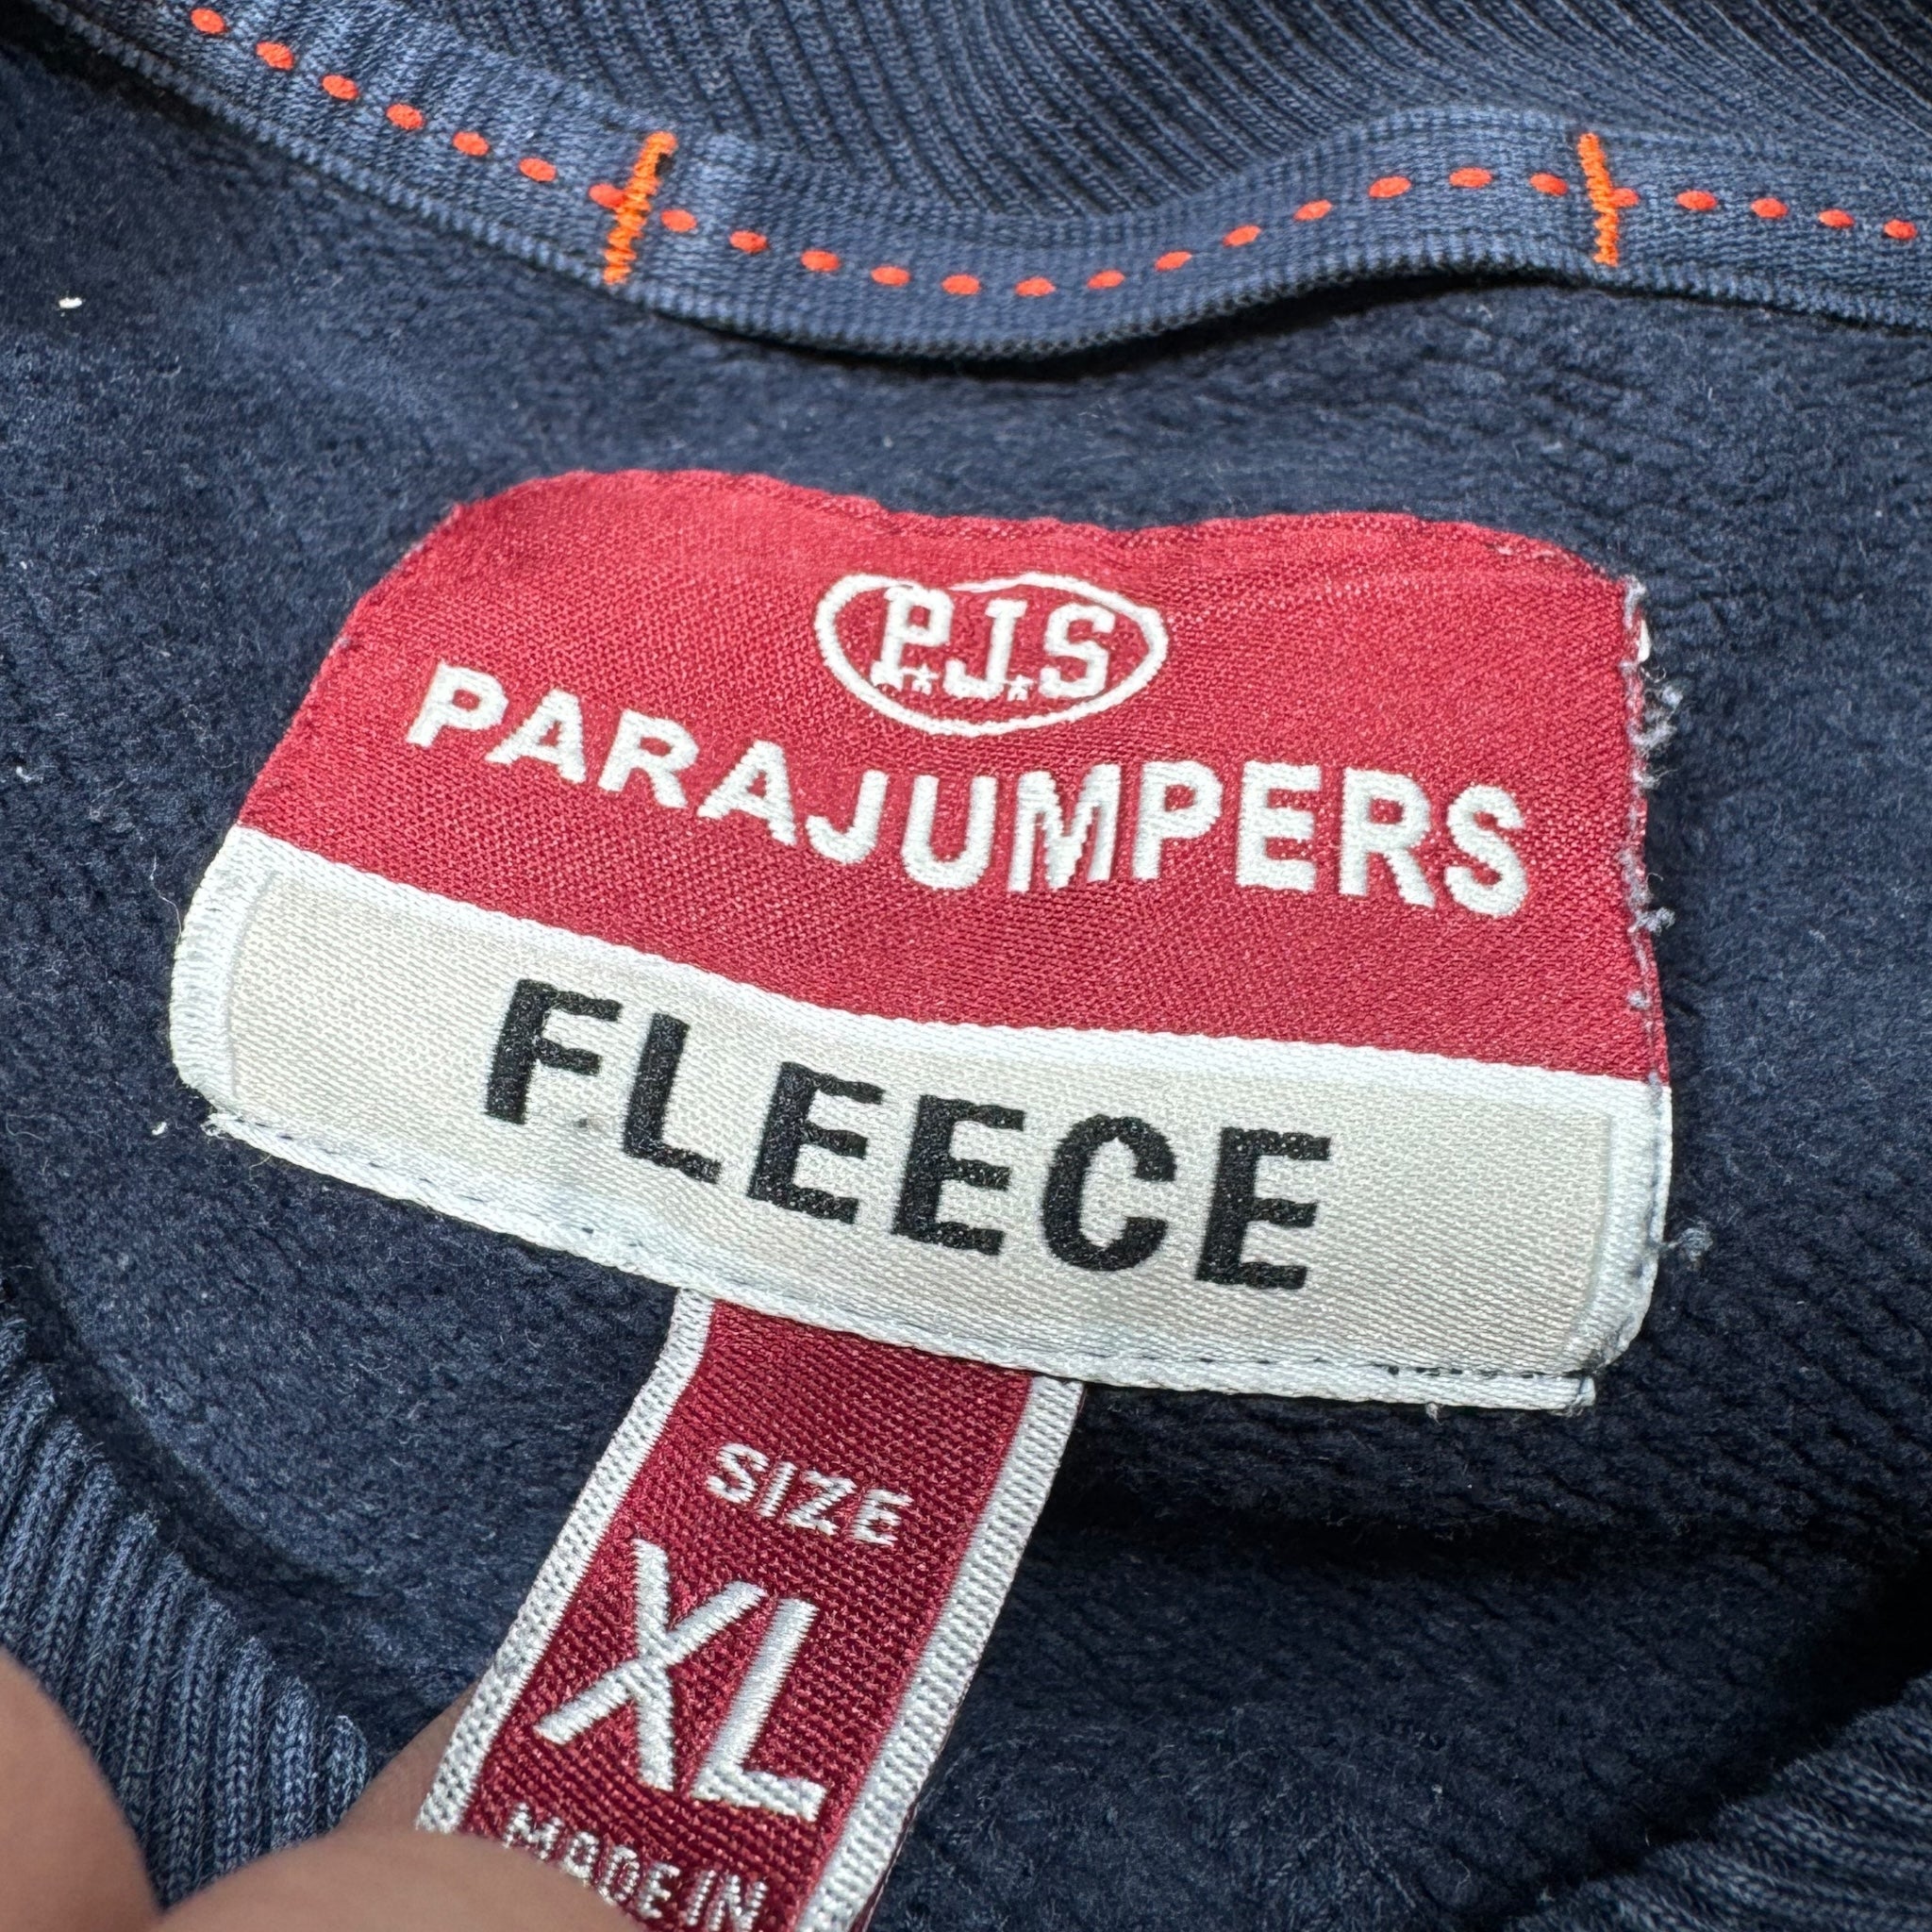 P.J.S
PARAJUMPERS
FLEECE
SIZE
XL
MADE IN